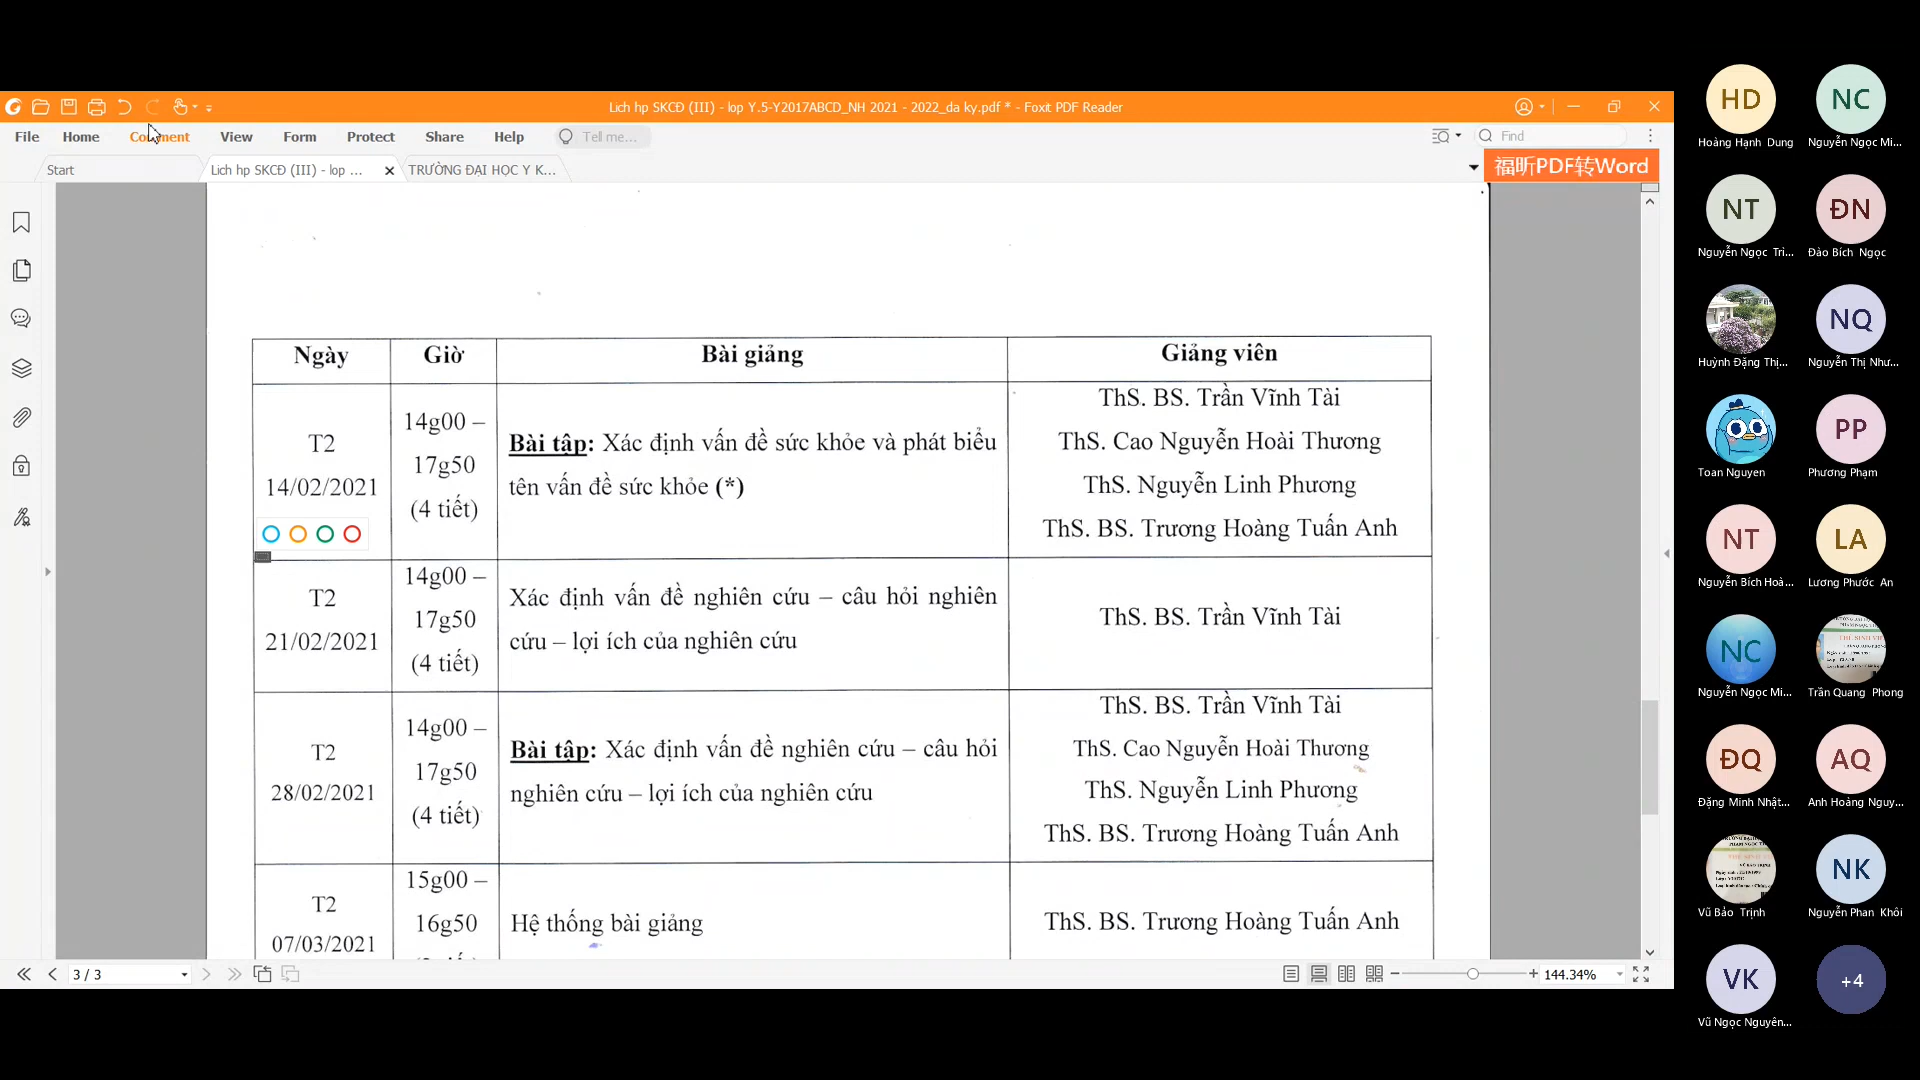 Lich hp SKCĐ (III) - lop Y.5-Y2017ABCD_NH 2021 - 2022_da ky.pdf * - Foxit PDF Reader
File Home Comment View Form Protect Share Help Tell me... Find
Start Lich hp SKCĐ (III) - lop ... TRƯỜNG ĐẠI HỌC Y K... 福昕PDF转Word
Ngày Giờ Bài giảng Giảng viên
T2
14/02/2021
14g00 –
17g50
(4 tiết)
Bài tập: Xác định vấn đề sức khỏe và phát biểu
tên vấn đề sức khỏe (*)
ThS. BS. Trần Vĩnh Tài
ThS. Cao Nguyễn Hoài Thương
ThS. Nguyễn Linh Phương
ThS. BS. Trương Hoàng Tuấn Anh
T2
21/02/2021
14g00 –
17g50
(4 tiết)
Xác định vấn đề nghiên cứu – câu hỏi nghiên
cứu – lợi ích của nghiên cứu
ThS. BS. Trần Vĩnh Tài
T2
28/02/2021
14g00 –
17g50
(4 tiết)
Bài tập: Xác định vấn đề nghiên cứu – câu hỏi
nghiên cứu – lợi ích của nghiên cứu
ThS. BS. Trần Vĩnh Tài
ThS. Cao Nguyễn Hoài Thương
ThS. Nguyễn Linh Phương
ThS. BS. Trương Hoàng Tuấn Anh
T2
07/03/2021
15g00 –
16g50
Hệ thống bài giảng
ThS. BS. Trương Hoàng Tuấn Anh
3 / 3
144.34%
HD NC
Hoàng Hạnh Dung Nguyễn Ngọc Mi...
NT ĐN
Nguyễn Ngọc Tri... Đào Bích Ngọc
NQ
Huỳnh Đặng Thị... Nguyễn Thị Như...
PP
Toan Nguyen Phương Phạm
NT LA
Nguyễn Bích Hoà... Lương Phước An
NC
Nguyễn Ngọc Mi... Trần Quang Phong
ĐQ AQ
Đặng Minh Nhật... Anh Hoảng Nguy...
NK
Vũ Bảo Trịnh Nguyễn Phan Khôi
VK +4
Vũ Ngọc Nguyên...